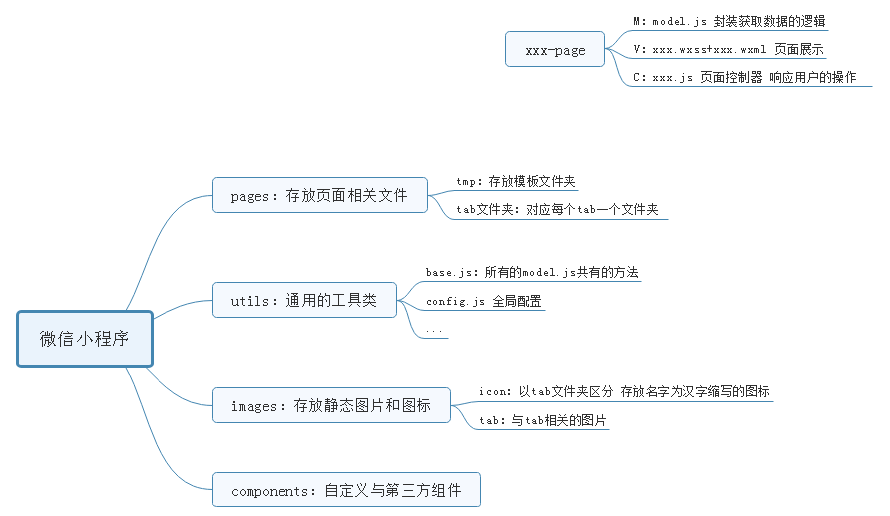 xxx-page
M: model.js 封装获取数据的逻辑
V: xxx.wxss+xxx.wxml 页面展示
C: xxx.js 页面控制器 响应用户的操作
微信小程序
pages: 存放页面相关文件
tmp: 存放模板文件夹
tab文件夹: 对应每个tab一个文件夹
utils: 通用的工具类
base.js: 所有的model.js共有的方法
config.js 全局配置
...
images: 存放静态图片和图标
icon: 以tab文件夹区分 存放名字为汉字缩写的图标
tab: 与tab相关的图片
components: 自定义与第三方组件